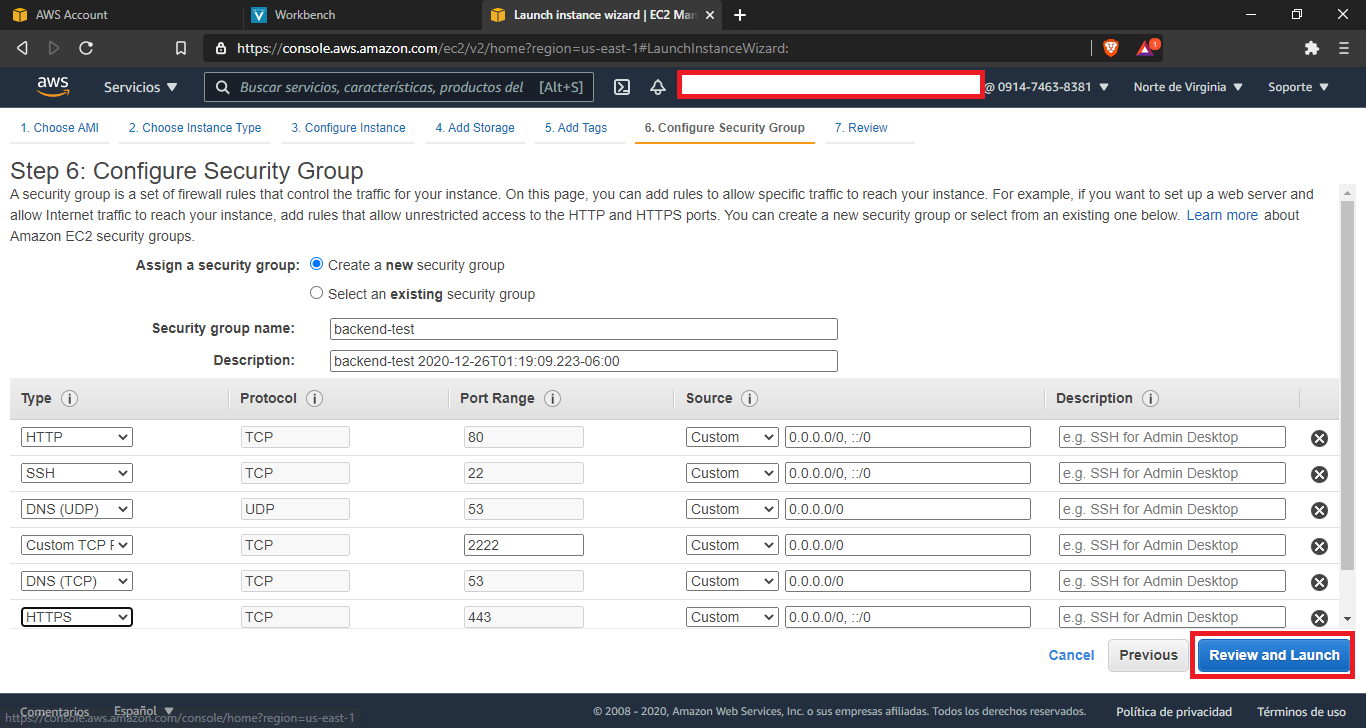 AWS Account
Workbench
Launch instance wizard | EC2 Man
https://console.aws.amazon.com/ec2/v2/home?region=us-east-1#LaunchInstanceWizard:
1
aws
Servicios
Buscar servicios, características, productos del [Alt+S]
@ 0914-7463-8381
Norte de Virginia
Soporte
1. Choose AMI
2. Choose Instance Type
3. Configure Instance
4. Add Storage
5. Add Tags
6. Configure Security Group
7. Review
Step 6: Configure Security Group
A security group is a set of firewall rules that control the traffic for your instance. On this page, you can add rules to allow specific traffic to reach your instance. For example, if you want to set up a web server and
allow Internet traffic to reach your instance, add rules that allow unrestricted access to the HTTP and HTTPS ports. You can create a new security group or select from an existing one below. Learn more about
Amazon EC2 security groups.
Assign a security group: Create a new security group
Select an existing security group
Security group name: backend-test
Description: backend-test 2020-12-26T01:19:09.223-06:00
Type i Protocol i Port Range i Source i Description i
HTTP TCP 80 Custom 0.0.0.0/0, ::/0 e.g. SSH for Admin Desktop
SSH TCP 22 Custom 0.0.0.0/0, ::/0 e.g. SSH for Admin Desktop
DNS (UDP) UDP 53 Custom 0.0.0.0/0 e.g. SSH for Admin Desktop
Custom TCP F TCP 2222 Custom 0.0.0.0/0 e.g. SSH for Admin Desktop
DNS (TCP) TCP 53 Custom 0.0.0.0/0 e.g. SSH for Admin Desktop
HTTPS TCP 443 Custom 0.0.0.0/0, ::/0 e.g. SSH for Admin Desktop
Cancel
Previous
Review and Launch
Comentarios
Español
https://console.aws.amazon.com/console/home?region=us-east-1
© 2008 - 2020, Amazon Web Services, Inc. o sus empresas afiliadas. Todos los derechos reservados.
Política de privacidad
Términos de uso